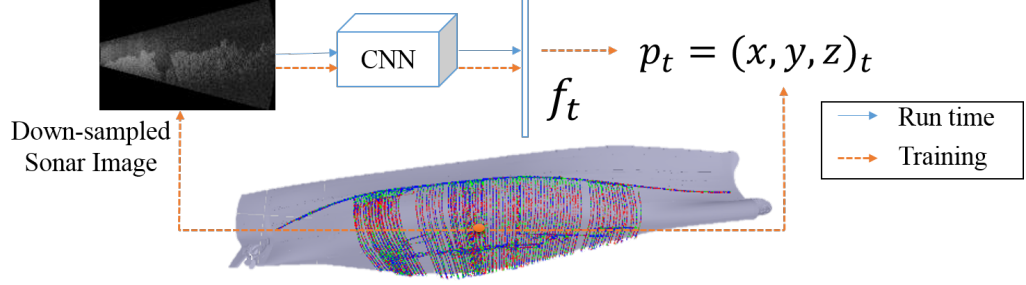 CNN
p_t = (x, y, z)_t
f_t
Down-sampled
Sonar Image
Run time
Training